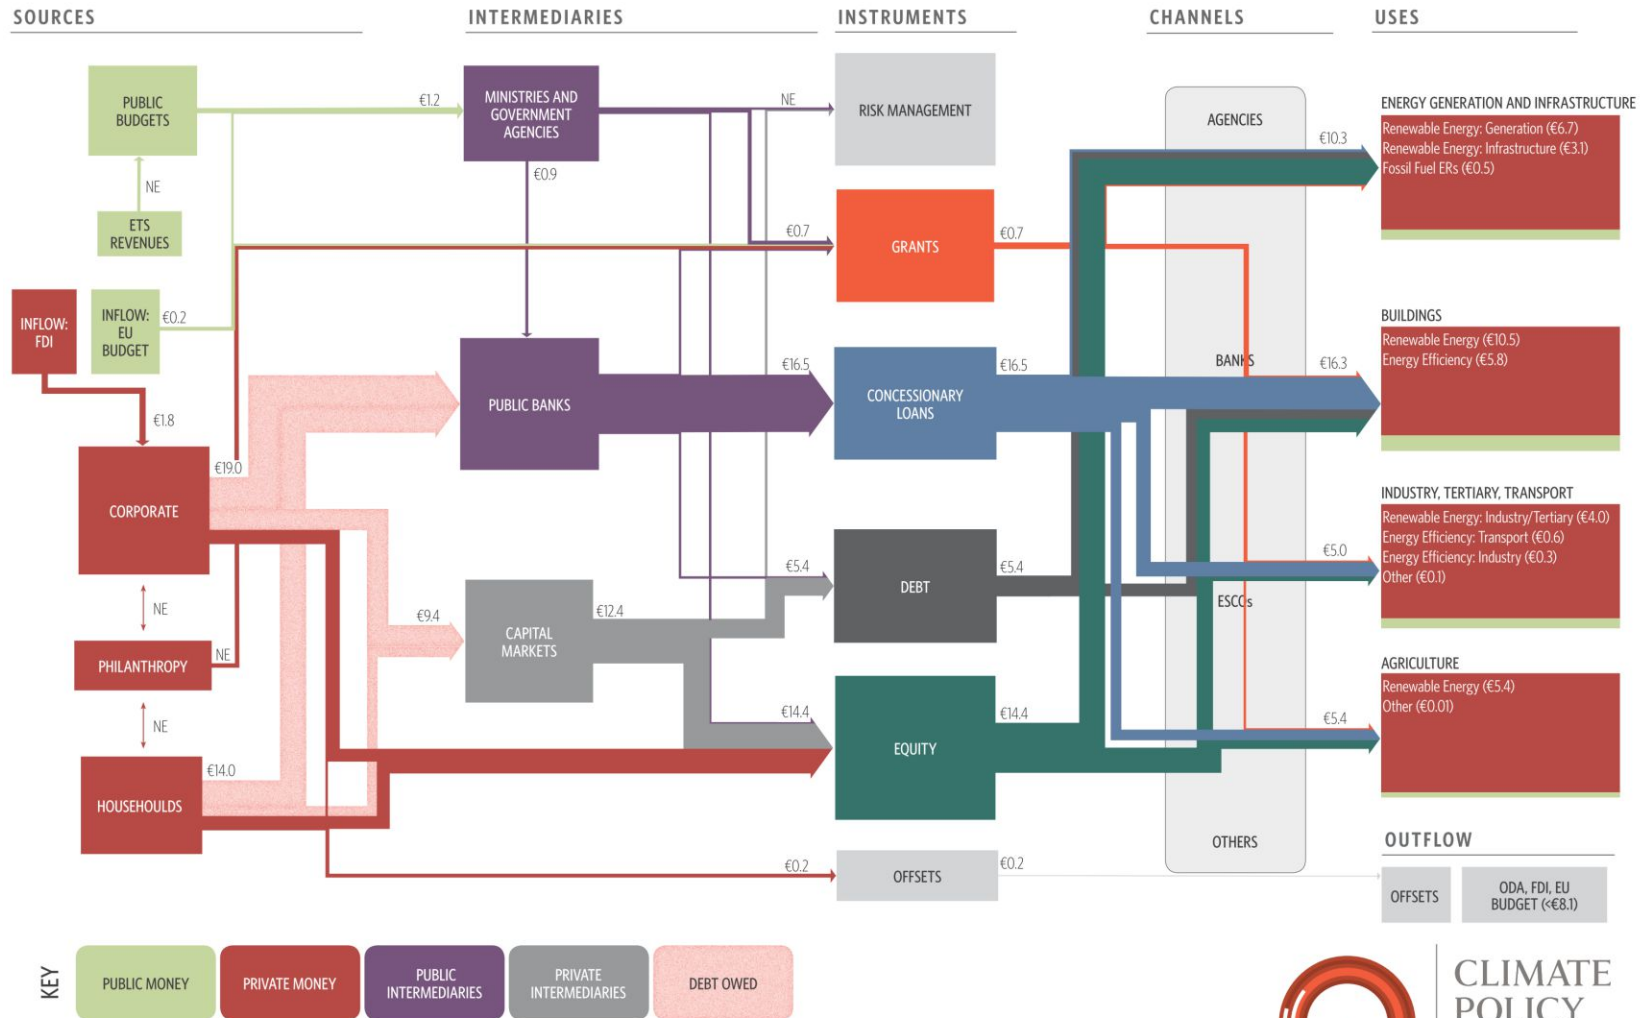 SOURCES
INTERMEDIARIES
INSTRUMENTS
CHANNELS
USES
PUBLIC
BUDGETS
€1.2
NE
ETS
REVENUES
INFLOW:
FDI
INFLOW:
EU
BUDGET
€0.2
€1.8
CORPORATE
€19.0
NE
PHILANTHROPY
NE
NE
HOUSEHOULDS
€14.0
MINISTRIES AND
GOVERNMENT
AGENCIES
€0.9
PUBLIC BANKS
€16.5
€9.4
CAPITAL
MARKETS
€12.4
NE
RISK MANAGEMENT
€0.7
GRANTS
€0.7
CONCESSIONARY
LOANS
€16.5
€5.4
DEBT
€5.4
€14.4
EQUITY
€14.4
€0.2
OFFSETS
€0.2
AGENCIES
BANKS
ESCOs
OTHERS
€10.3
ENERGY GENERATION AND INFRASTRUCTURE
Renewable Energy: Generation (€6.7)
Renewable Energy: Infrastructure (€3.1)
Fossil Fuel ERs (€0.5)
€16.3
BUILDINGS
Renewable Energy (€10.5)
Energy Efficiency (€5.8)
€5.0
INDUSTRY, TERTIARY, TRANSPORT
Renewable Energy: Industry/Tertiary (€4.0)
Energy Efficiency: Transport (€0.6)
Energy Efficiency: Industry (€0.3)
Other (€0.1)
€5.4
AGRICULTURE
Renewable Energy (€5.4)
Other (€0.01)
OUTFLOW
OFFSETS
ODA, FDI, EU
BUDGET (<€8.1)
KEY
PUBLIC MONEY
PRIVATE MONEY
PUBLIC
INTERMEDIARIES
PRIVATE
INTERMEDIARIES
DEBT OWED
CLIMATE
POLICY